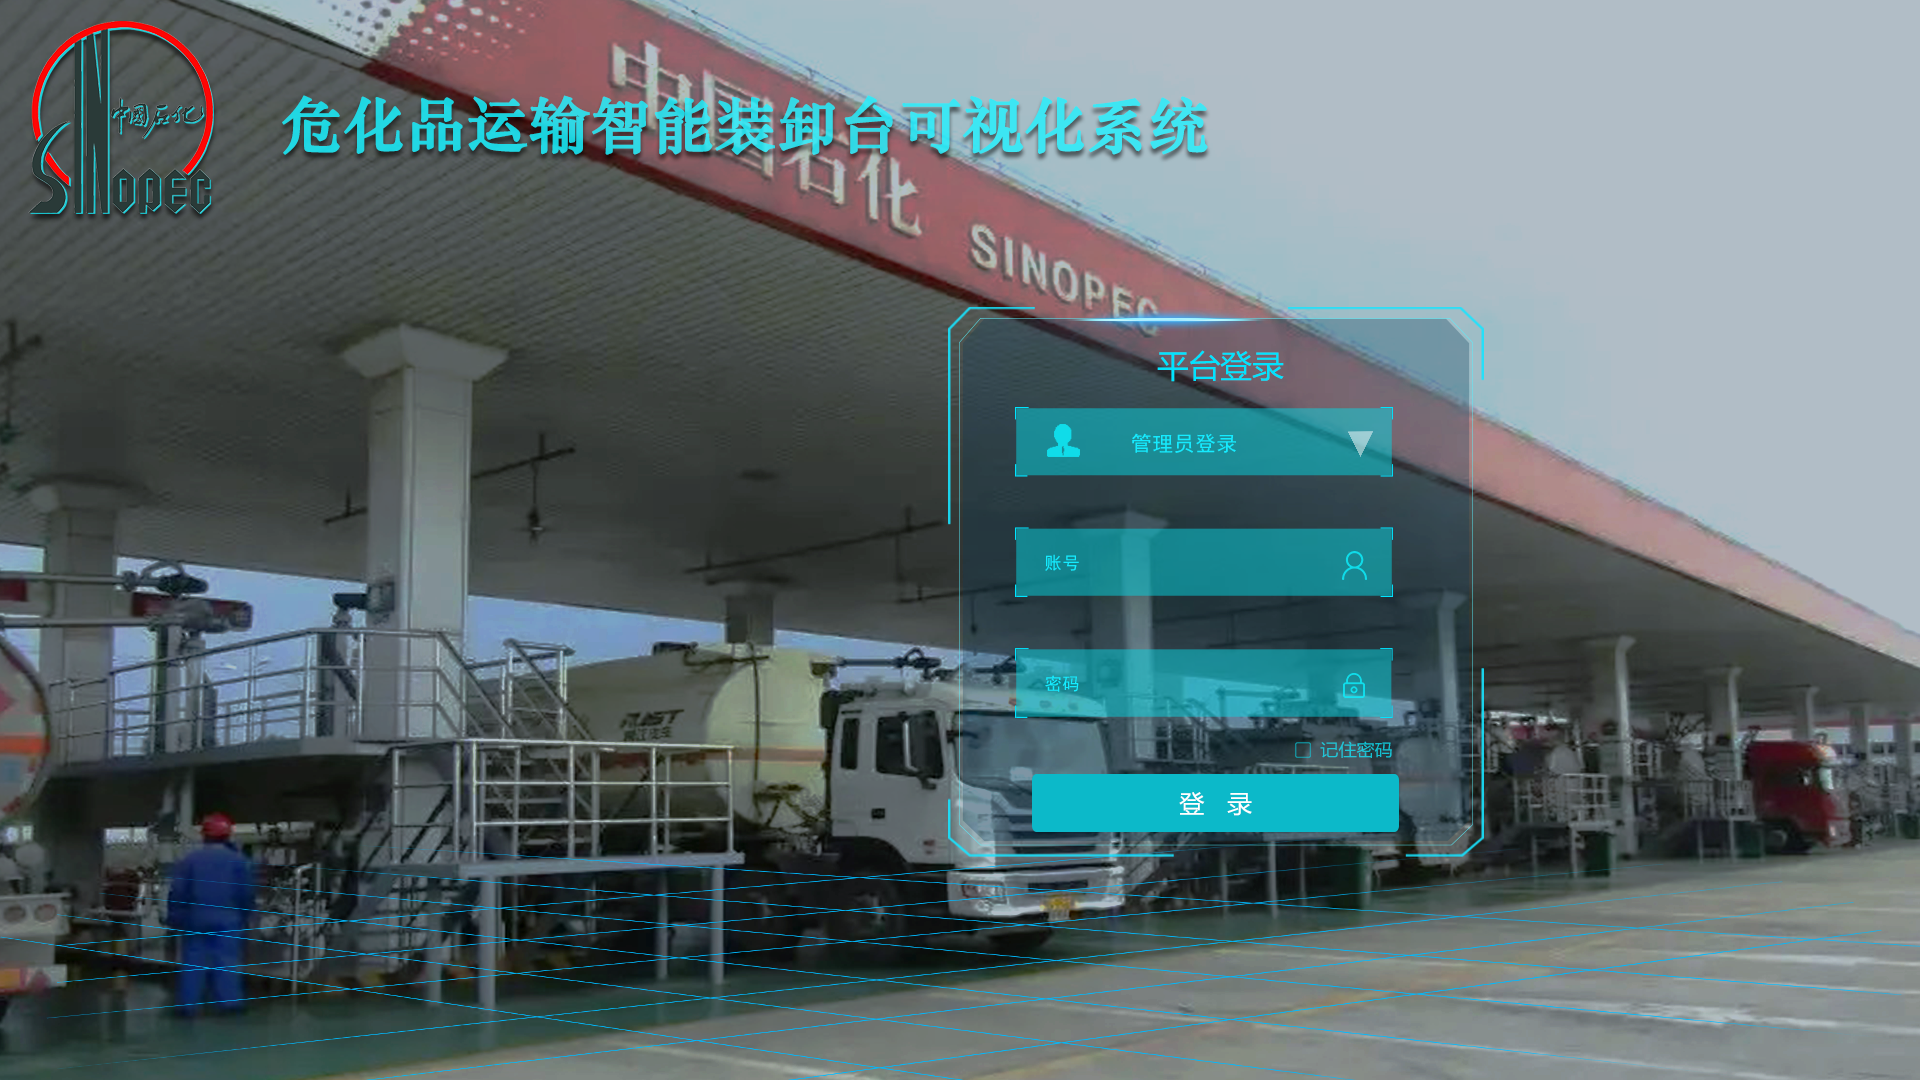 中國石化
SINOPEC
危化品运输智能装卸台可视化系统
中国石化 SINOPEC
平台登录
管理员登录
账号
密码
记住密码
登 录